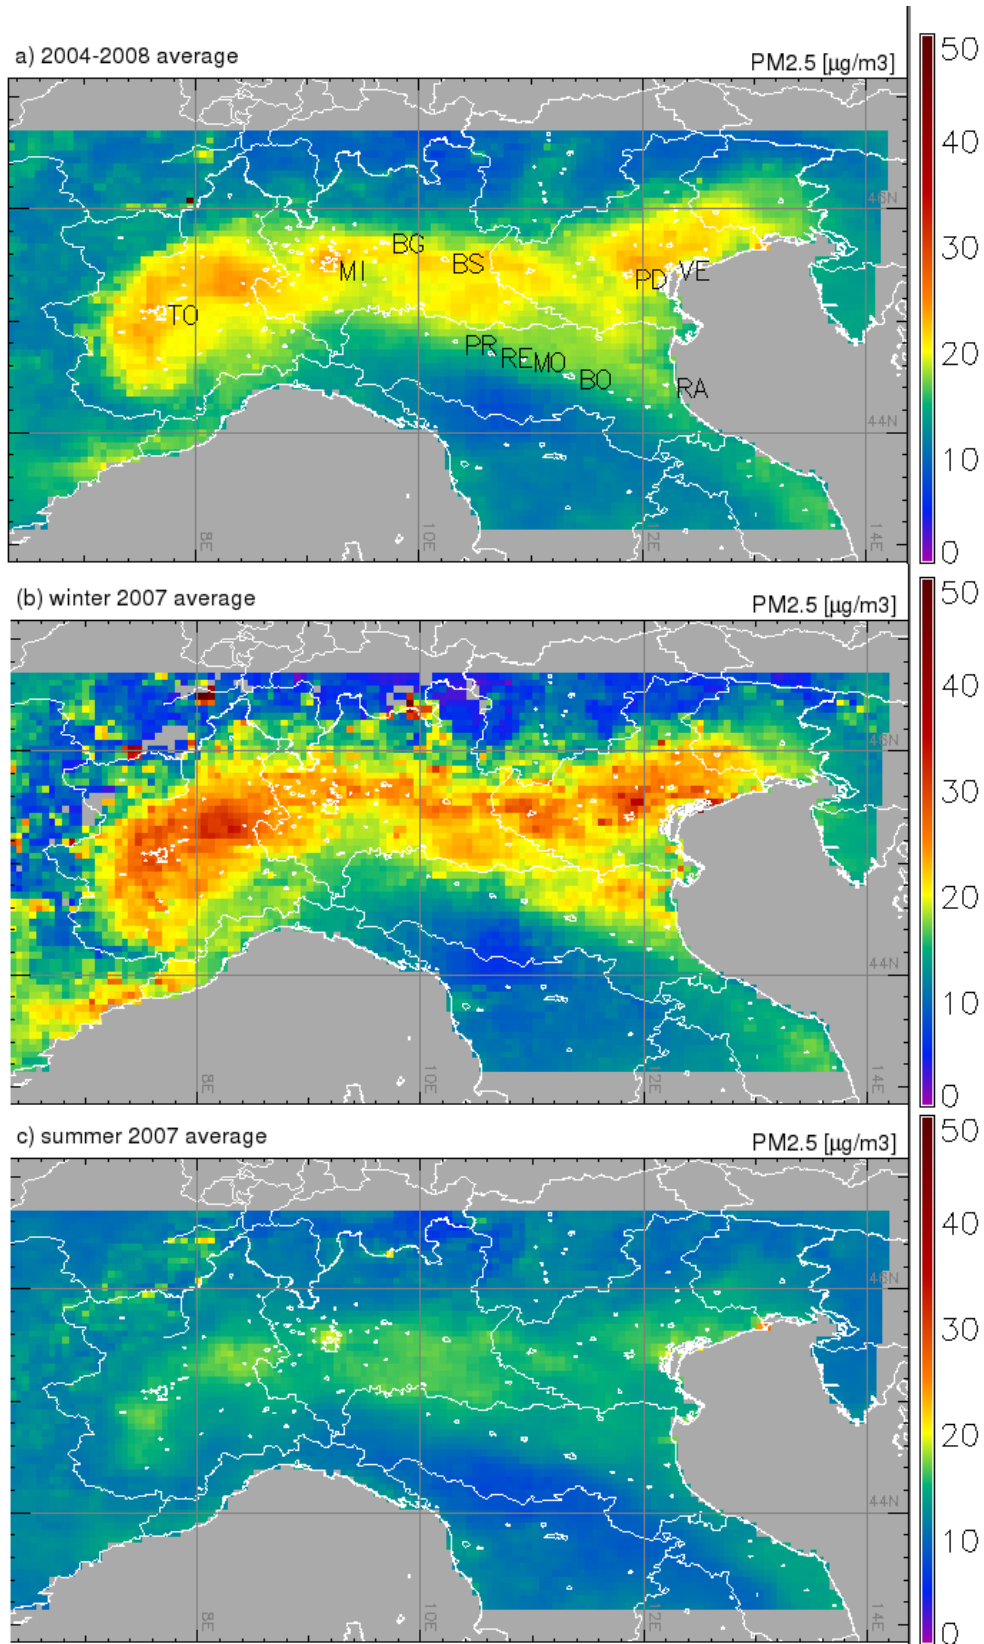 a) 2004-2008 average
PM2.5 [μg/m3]
50
40
30
20
10
0
46N
44N
8E
10E
12E
14E
BG
MI
BS
TO
PD
VE
PR
RE
MO
BO
RA
(b) winter 2007 average
PM2.5 [μg/m3]
50
40
30
20
10
0
46N
44N
8E
10E
12E
14E
c) summer 2007 average
PM2.5 [μg/m3]
50
40
30
20
10
0
46N
44N
8E
10E
12E
14E